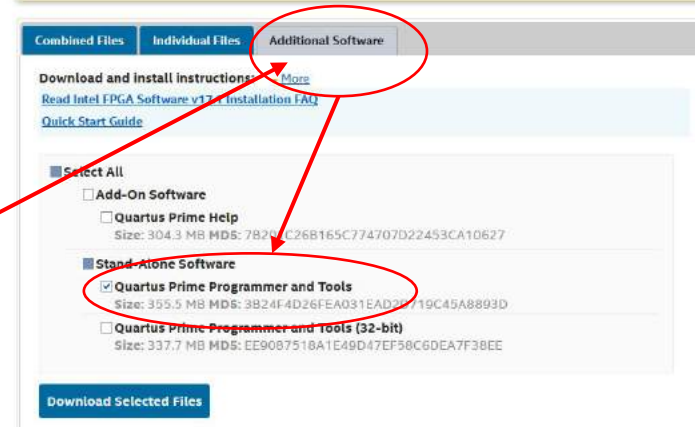 Combined Files Individual Files Additional Software
Download and install instructions: More
Read Intel FPGA Software v17.1 Installation FAQ
Quick Start Guide
Select All
Add-On Software
Quartus Prime Help
Size: 304.3 MB MD5:
Stand-Alone Software
Quartus Prime Programmer and Tools
Size: 355.5 MB MD5:
Quartus Prime Programmer and Tools (32-bit)
Size: 337.7 MB MD5: EE9087518A1E49D47EF58C6DEA7F38EE
Download Selected Files